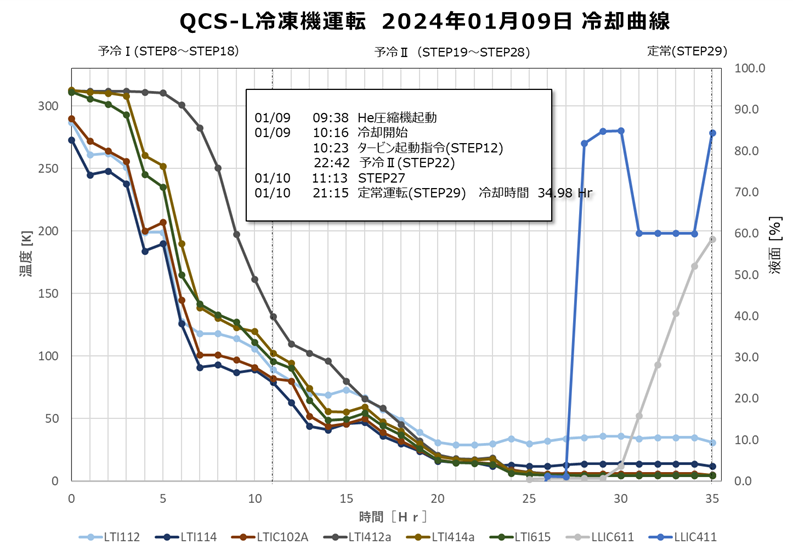 QCS-L冷凍機運転 2024年01月09日 冷却曲線
予冷Ⅰ(STEP8～STEP18) 予冷Ⅱ (STEP19～STEP28) 定常(STEP29)
01/09 09:38 He圧縮機起動
01/09 10:16 冷却開始
10:23 タービン起動指令(STEP12)
22:42 予冷Ⅱ(STEP22)
01/10 11:13 STEP27
01/10 21:15 定常運転(STEP29) 冷却時間 34.98 Hr
温度 [K]
300
250
200
150
100
50
0
液面 [%]
100.0
90.0
80.0
70.0
60.0
50.0
40.0
30.0
20.0
10.0
0.0
0 5 10 15 20 25 30 35
時間 [Hr]
LTI112 LTI114 LTIC102A LTI412a LTI414a LTI615 LLIC611 LLIC411